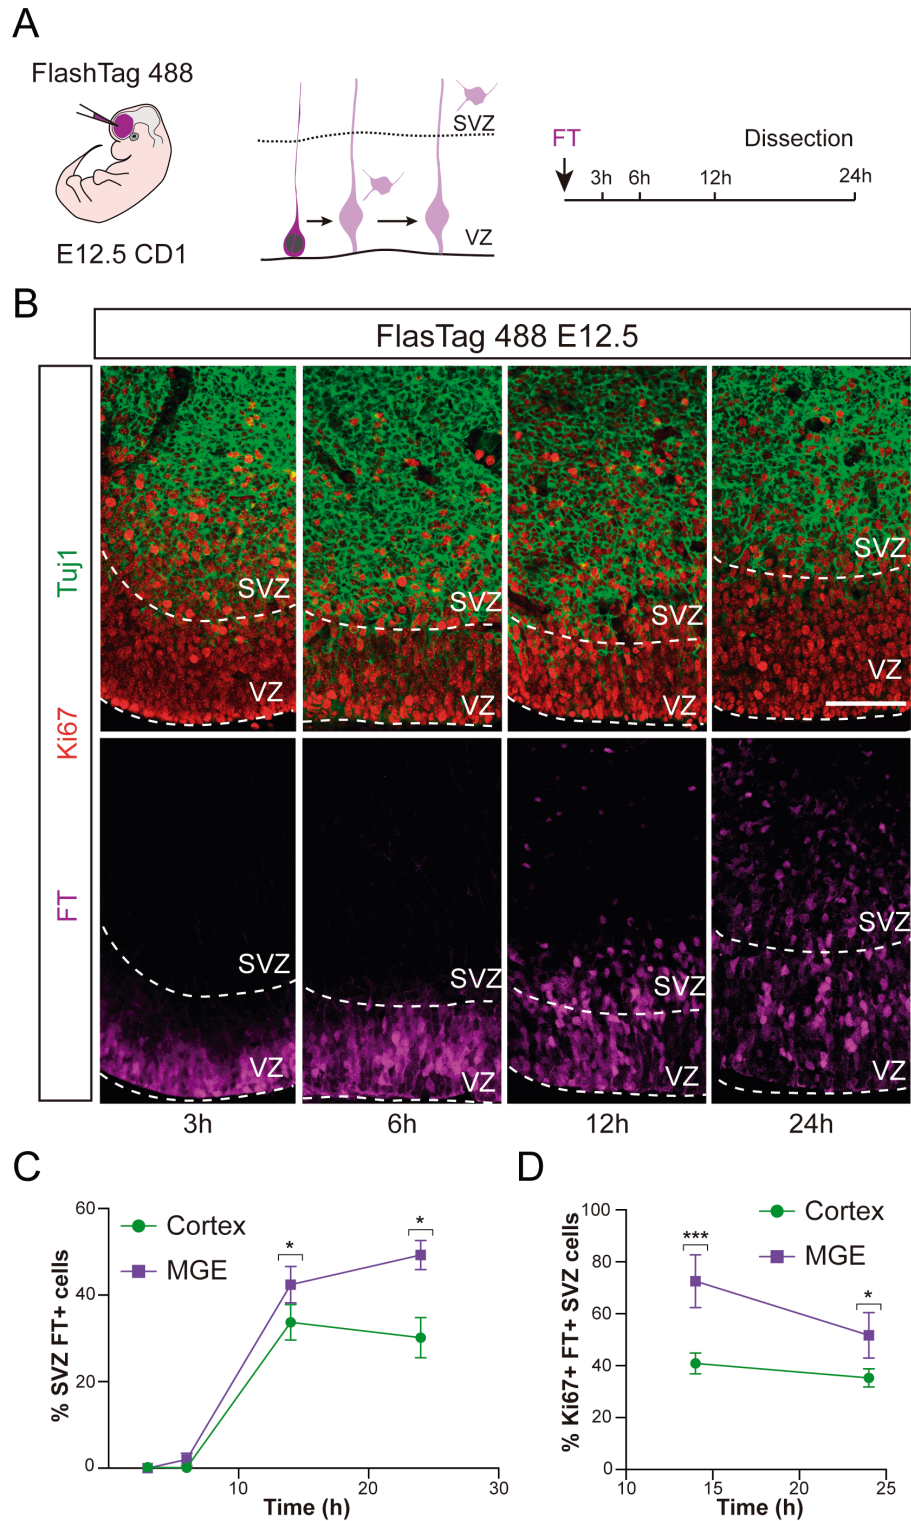 A
FlashTag 488
E12.5 CD1
SVZ
VZ
FT
Dissection
3h 6h 12h 24h
B
FlasTag 488 E12.5
Tuj1
Ki67
FT
SVZ SVZ SVZ SVZ
VZ VZ VZ VZ
SVZ SVZ SVZ SVZ
VZ VZ VZ VZ
3h 6h 12h 24h
C
% SVZ FT+ cells
60
40
20
0
10 20 30
Time (h)
Cortex
MGE
*
*
D
% Ki67+ FT+ SVZ cells
100
80
60
40
20
0
10 15 20 25
Time (h)
Cortex
MGE
***
*